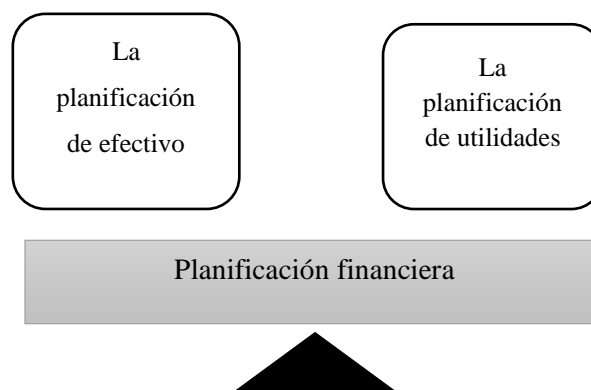 La
planificación
de efectivo
La
planificación
de utilidades
Planificación financiera